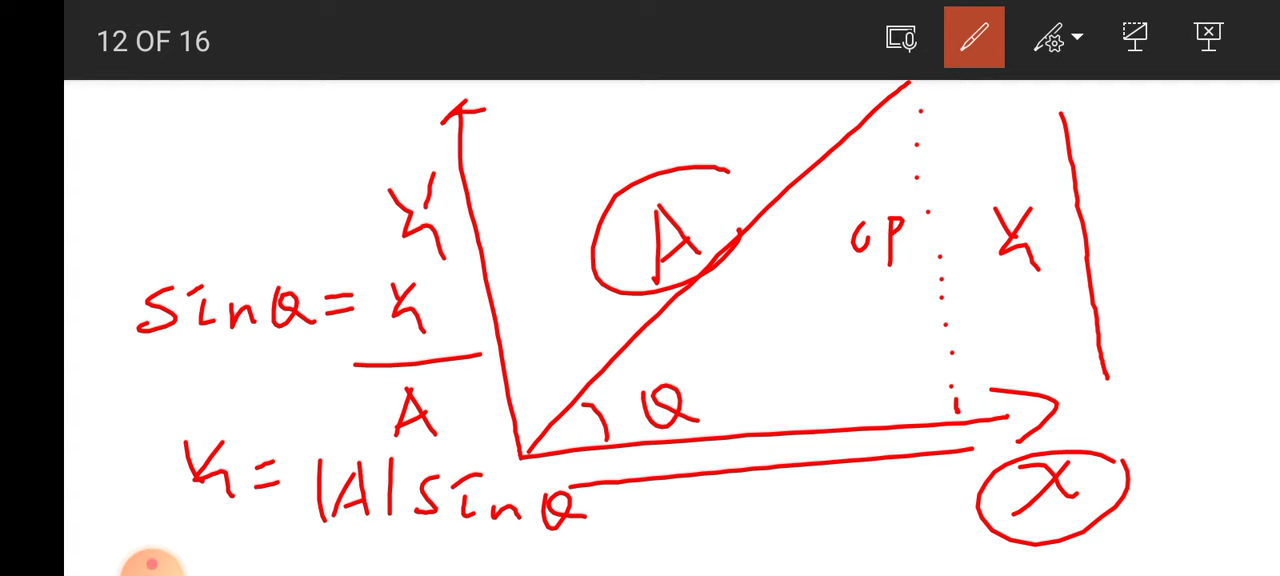 12 OF 16
y
A
OP
y
sinθ = y
A
θ
y = |A| sinθ
x